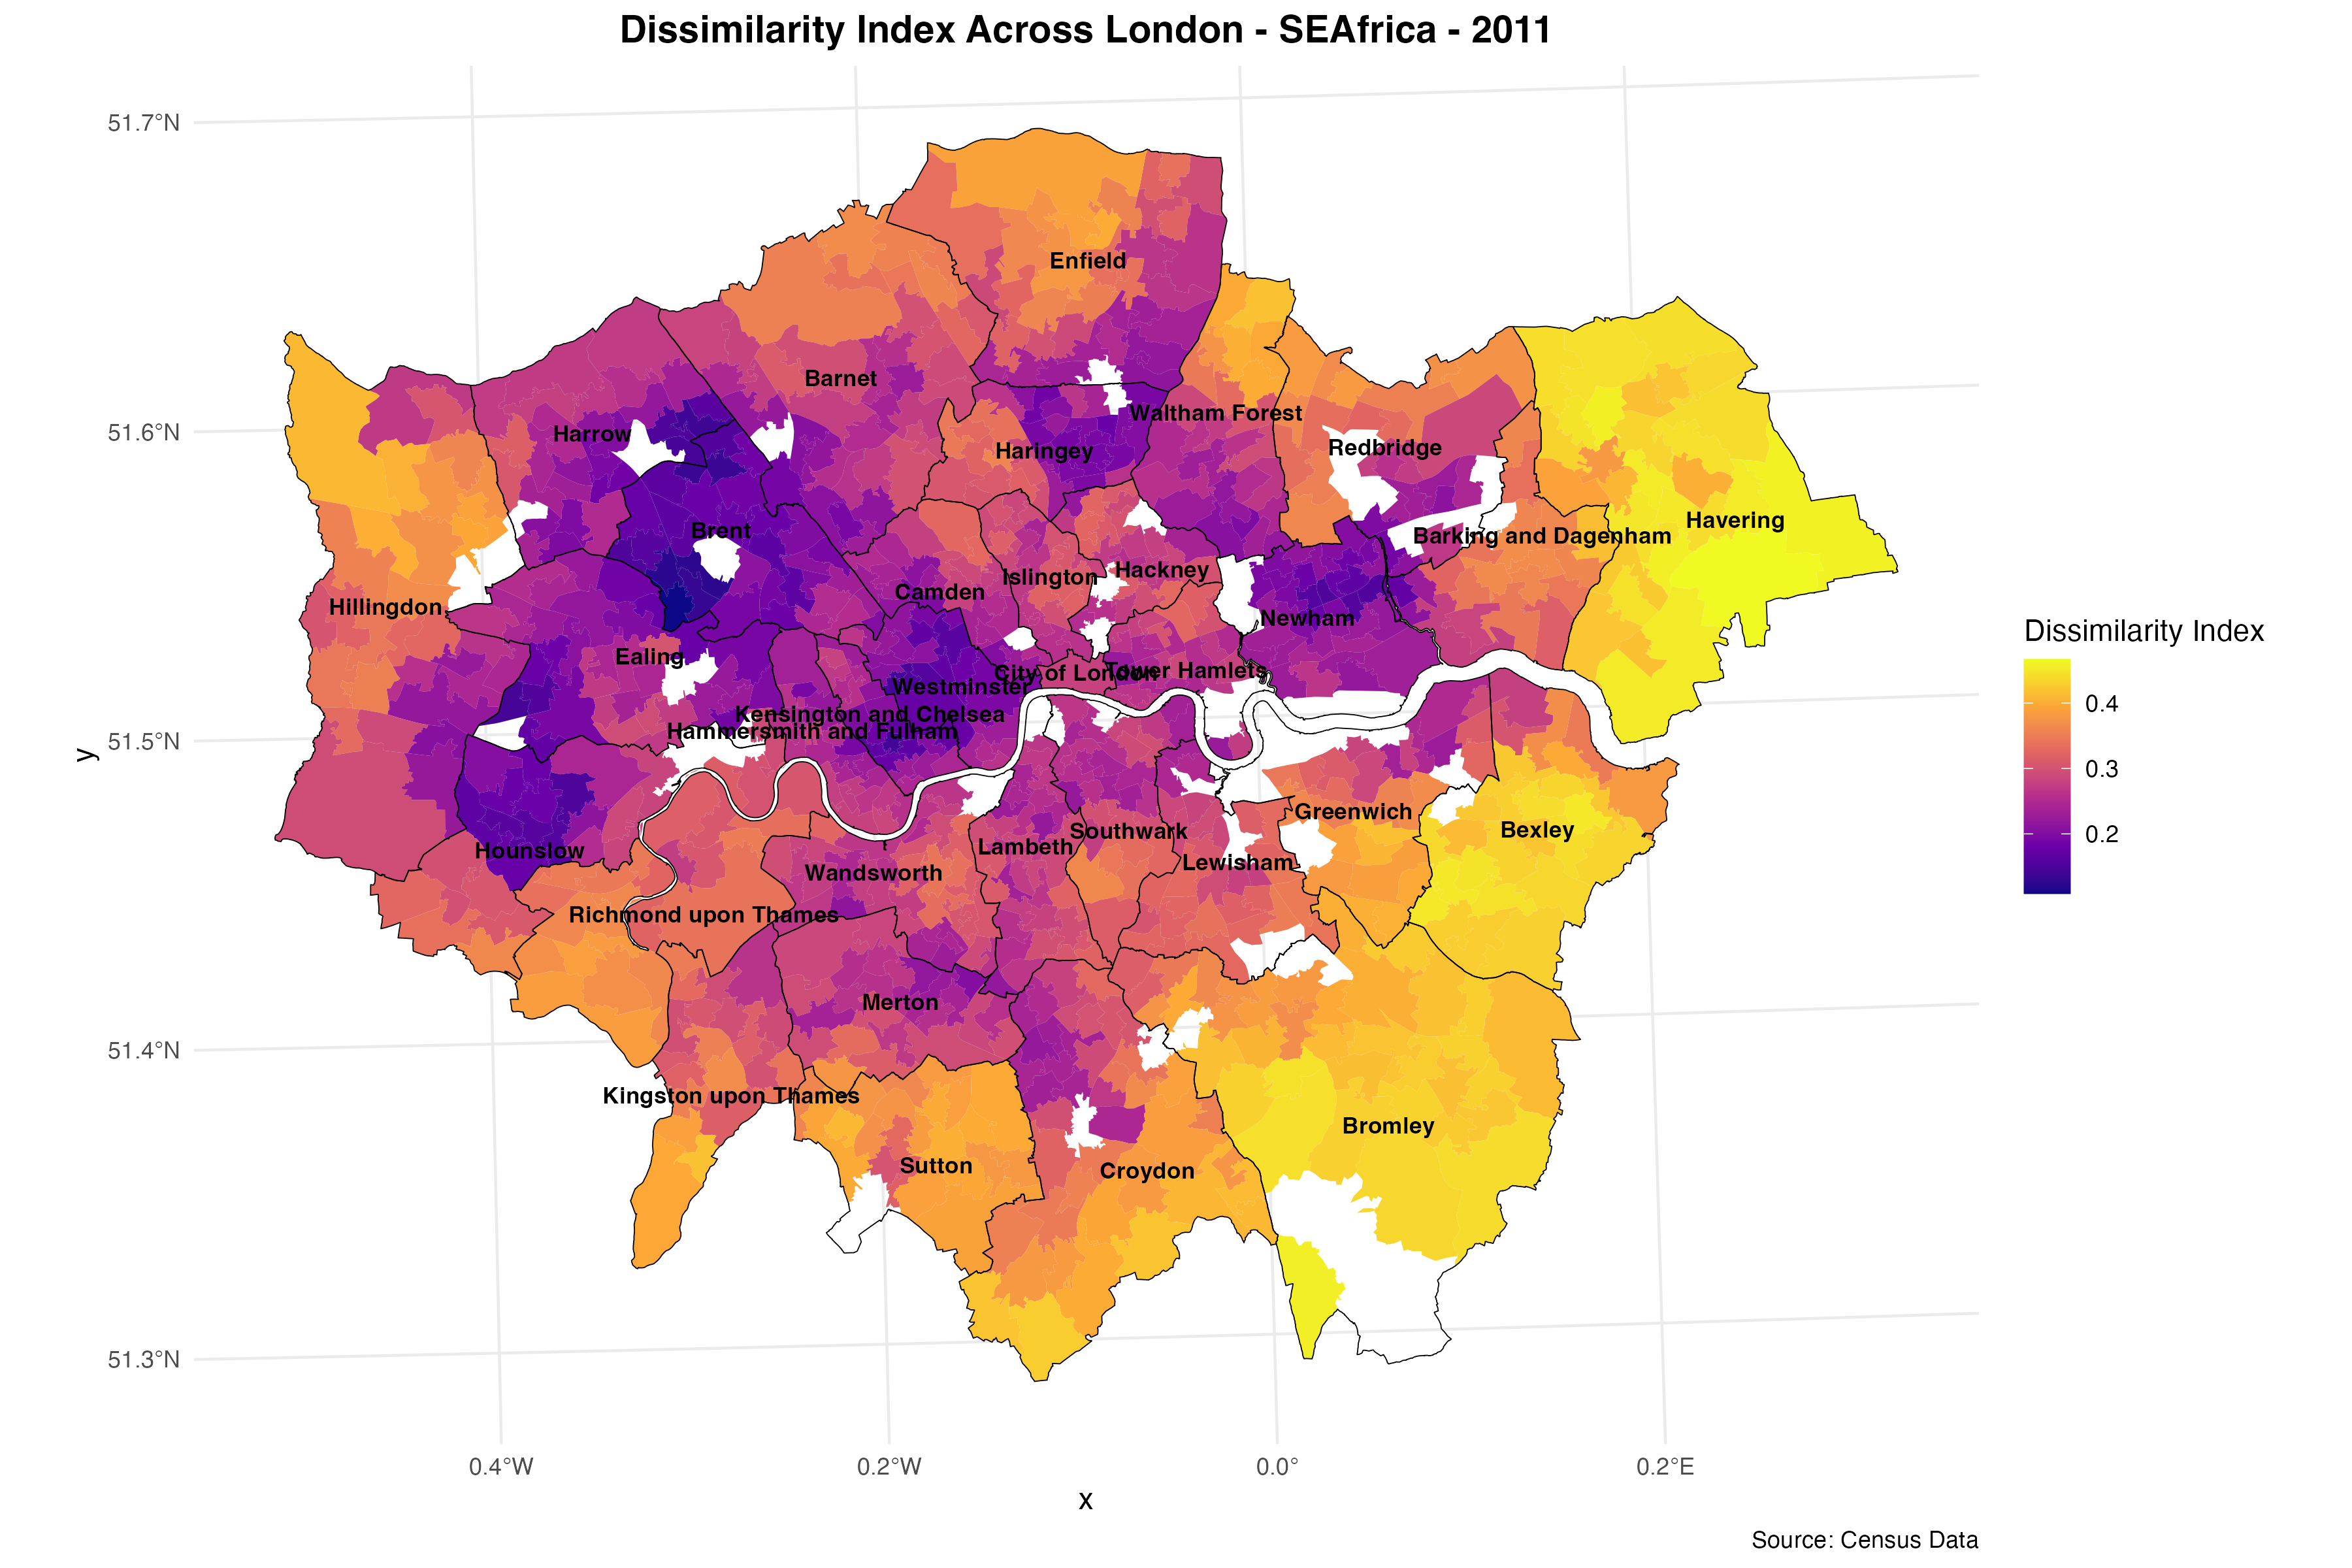 Dissimilarity Index Across London - SEAfrica - 2011
51.7°N
51.6°N
51.5°N
51.4°N
51.3°N
y
Enfield
Barnet
Waltham Forest
Harrow
Haringey
Redbridge
Havering
Brent
Barking and Dagenham
Hackney
Islington
Camden
Hillingdon
Newham
Ealing
Tower Hamlets
City of London
Westminster
Kensington and Chelsea
Hammersmith and Fulham
Greenwich
Bexley
Southwark
Lambeth
Hounslow
Lewisham
Wandsworth
Richmond upon Thames
Merton
Kingston upon Thames
Bromley
Sutton
Croydon
Dissimilarity Index
0.4
0.3
0.2
0.4°W
0.2°W
0.0°
0.2°E
x
Source: Census Data